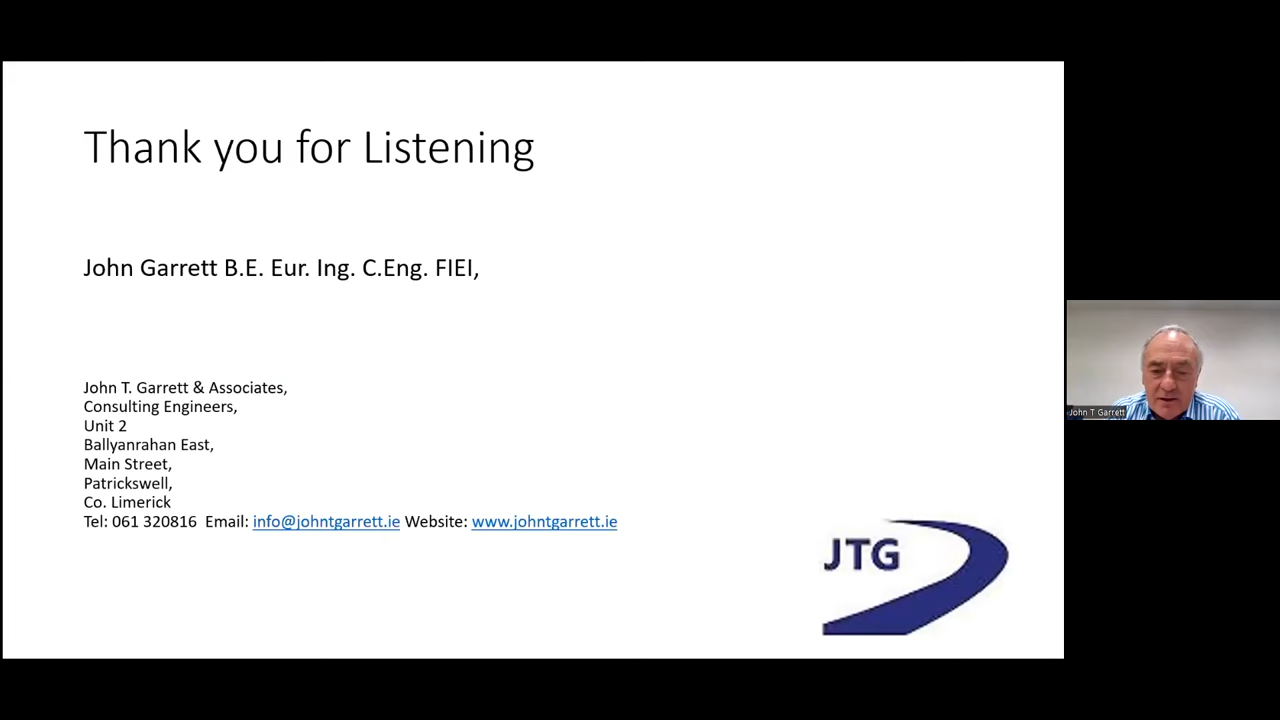 Thank you for Listening
John Garrett B.E. Eur. Ing. C.Eng. FIEI,
John T. Garrett & Associates,
Consulting Engineers,
Unit 2
Ballyanrahan East,
Main Street,
Patrickswell,
Co. Limerick
Tel: 061 320816  Email: info@johntgarrett.ie Website: www.johntgarrett.ie
JTG
John T Garrett